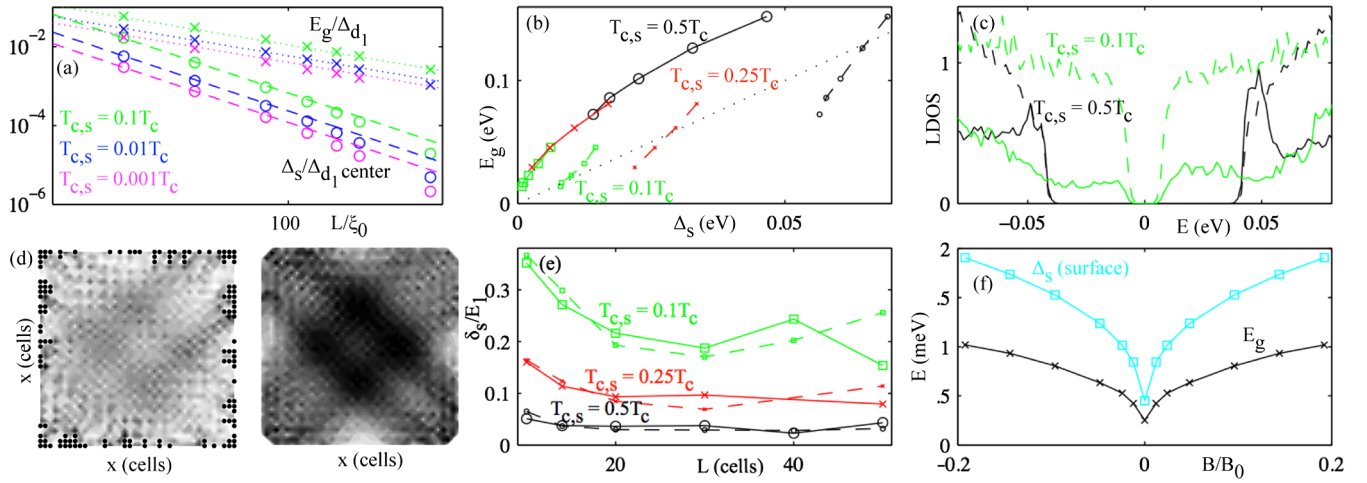 10⁻²
10⁻⁴
10⁻⁶
(a)
E_g/Δ_d₁
T_c,s = 0.1T_c
T_c,s = 0.01T_c
T_c,s = 0.001T_c
Δ_s/Δ_d₁ center
100
L/ξ₀
(b)
T_c,s = 0.5T_c
T_c,s = 0.25T_c
T_c,s = 0.1T_c
E_g (eV)
0.1
0
0
0.05
Δ_s (eV)
(c)
T_c,s = 0.1T_c
T_c,s = 0.5T_c
LDOS
1
0.5
0
−0.05
0
0.05
E (eV)
(d)
x (cells)
x (cells)
x (cells)
x (cells)
(e)
δ_s/E₁
0.3
0.2
0.1
0
T_c,s = 0.1T_c
T_c,s = 0.25T_c
T_c,s = 0.5T_c
20
40
L (cells)
(f)
Δ_s (surface)
E_g
E (meV)
2
.5
1
.5
0
−0.2
0
0.2
B/B₀